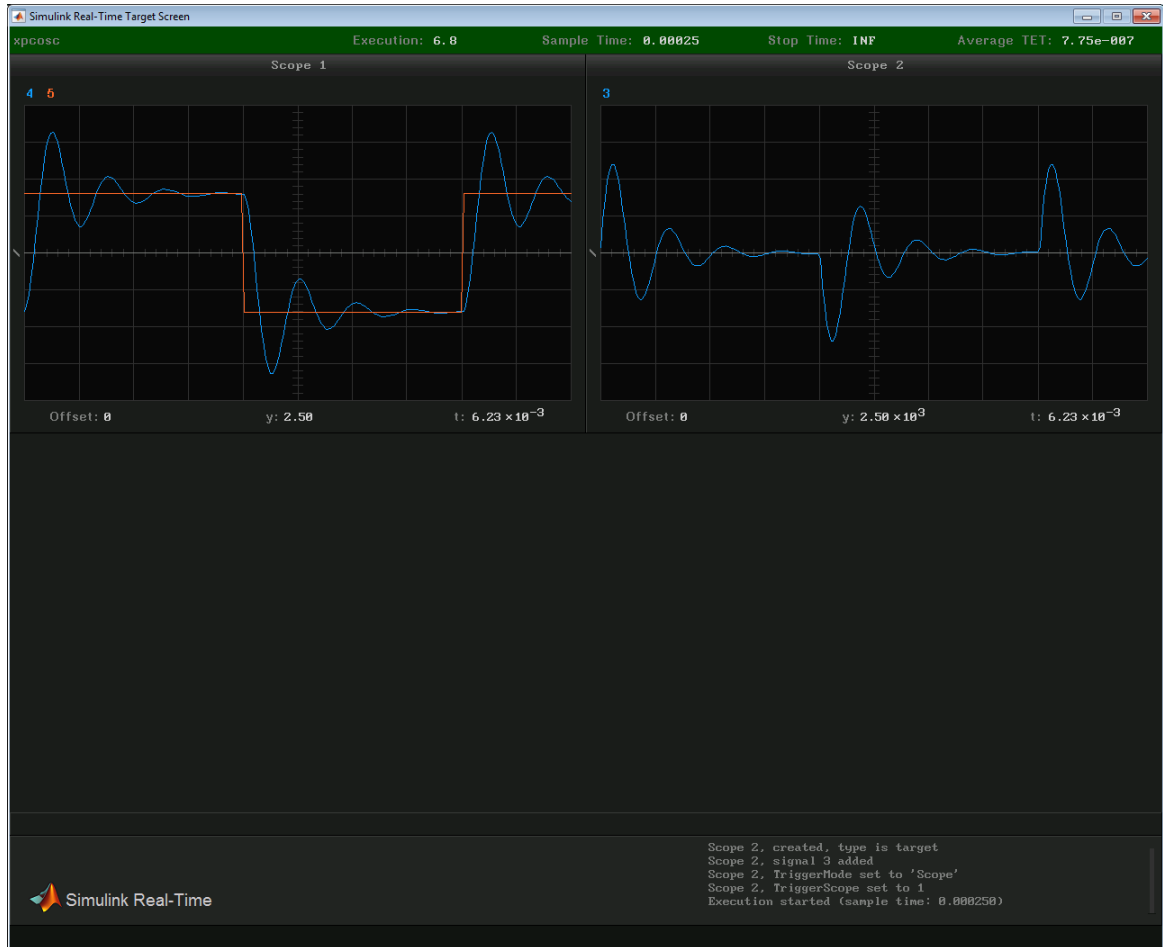 Simulink Real-Time Target Screen
xpcosc Execution: 6.8 Sample Time: 0.00025 Stop Time: INF Average TET: 7.75e-007
Scope 1 Scope 2
4 5 3
Offset: 0 y: 2.50 t: 6.23 ×10⁻³ Offset: 0 y: 2.50 ×10³ t: 6.23 ×10⁻³
Scope 2, created, type is target
Scope 2, signal 3 added
Scope 2, TriggerMode set to 'Scope'
Scope 2, TriggerScope set to 1
Execution started (sample time: 0.000250)
Simulink Real-Time